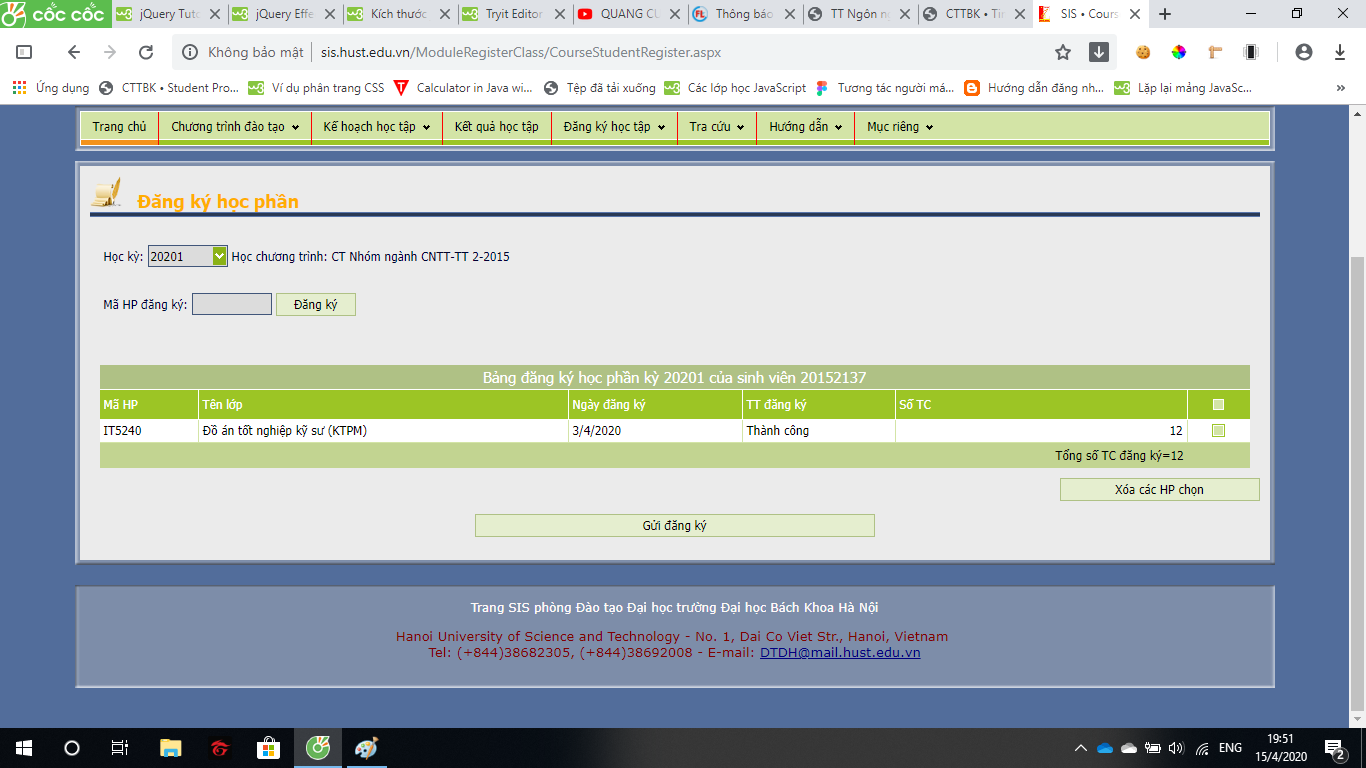 cốc cốc
jQuery Tuto
jQuery Effe
Kích thước
Tryit Editor
QUANG CU
Thông báo
TT Ngôn n
CTTBK • Tin
SIS • Cours
Không bảo mật | sis.hust.edu.vn/ModuleRegisterClass/CourseStudentRegister.aspx
Ứng dụng CTTBK • Student Pro... Ví dụ phân trang CSS Calculator in Java wi... Tệp đã tải xuống Các lớp học JavaScript Tương tác người má... Hướng dẫn đăng nh... Lặp lại mảng JavaSc... »
Trang chủ Chương trình đào tạo Kế hoạch học tập Kết quả học tập Đăng ký học tập Tra cứu Hướng dẫn Mục riêng
Đăng ký học phần
Học kỳ: 20201 Học chương trình: CT Nhóm ngành CNTT-TT 2-2015
Mã HP đăng ký: Đăng ký
Bảng đăng ký học phần kỳ 20201 của sinh viên 20152137
Mã HP Tên lớp Ngày đăng ký TT đăng ký Số TC
IT5240 Đồ án tốt nghiệp kỹ sư (KTPM) 3/4/2020 Thành công 12
Tổng số TC đăng ký=12
Xóa các HP chọn
Gửi đăng ký
Trang SIS phòng Đào tạo Đại học trường Đại học Bách Khoa Hà Nội
Hanoi University of Science and Technology - No. 1, Dai Co Viet Str., Hanoi, Vietnam
Tel: (+844)38682305, (+844)38692008 - E-mail: DTDH@mail.hust.edu.vn
ENG
19:51
15/4/2020
2